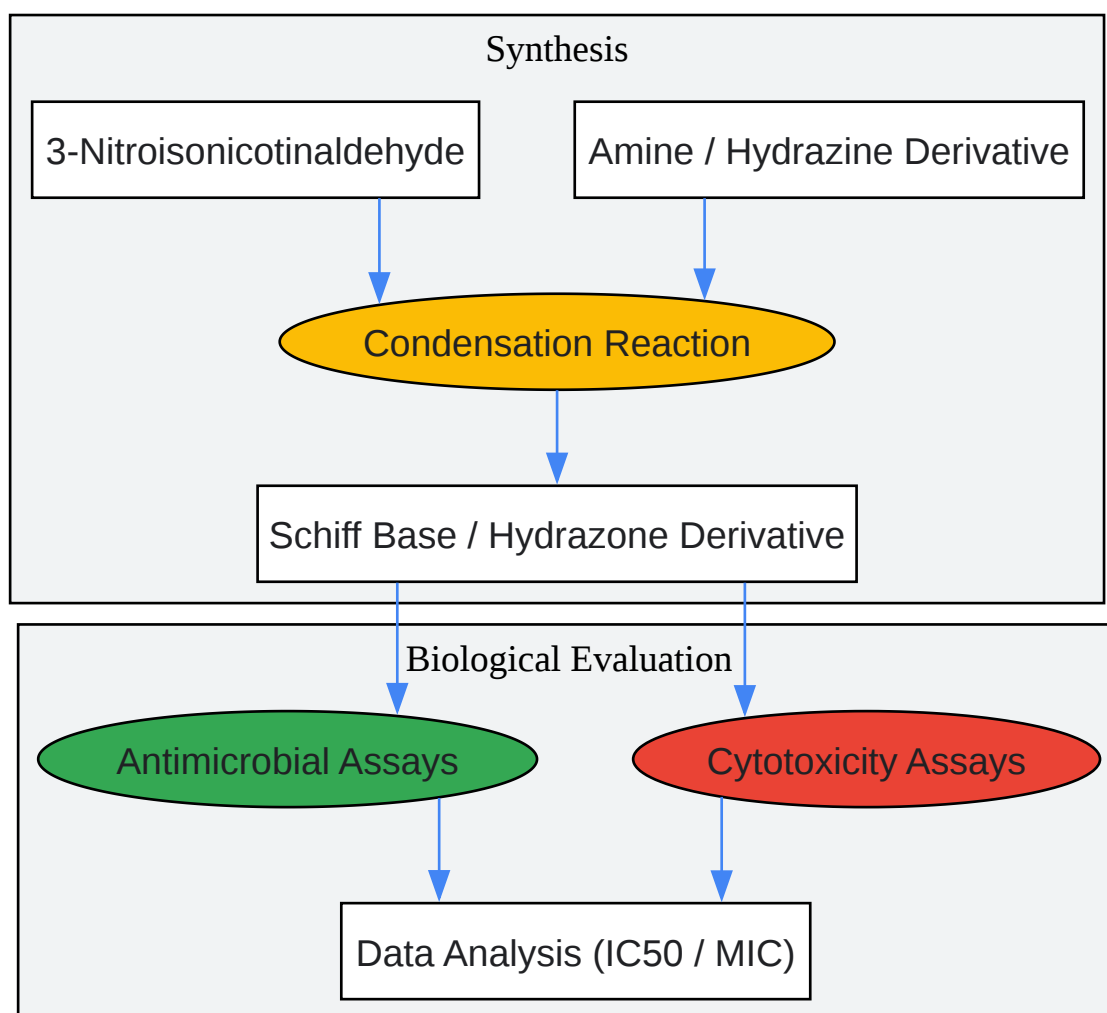 Synthesis
3-Nitroisonicotinaldehyde
Amine / Hydrazine Derivative
Condensation Reaction
Schiff Base / Hydrazone Derivative
Biological Evaluation
Antimicrobial Assays
Cytotoxicity Assays
Data Analysis (IC50 / MIC)